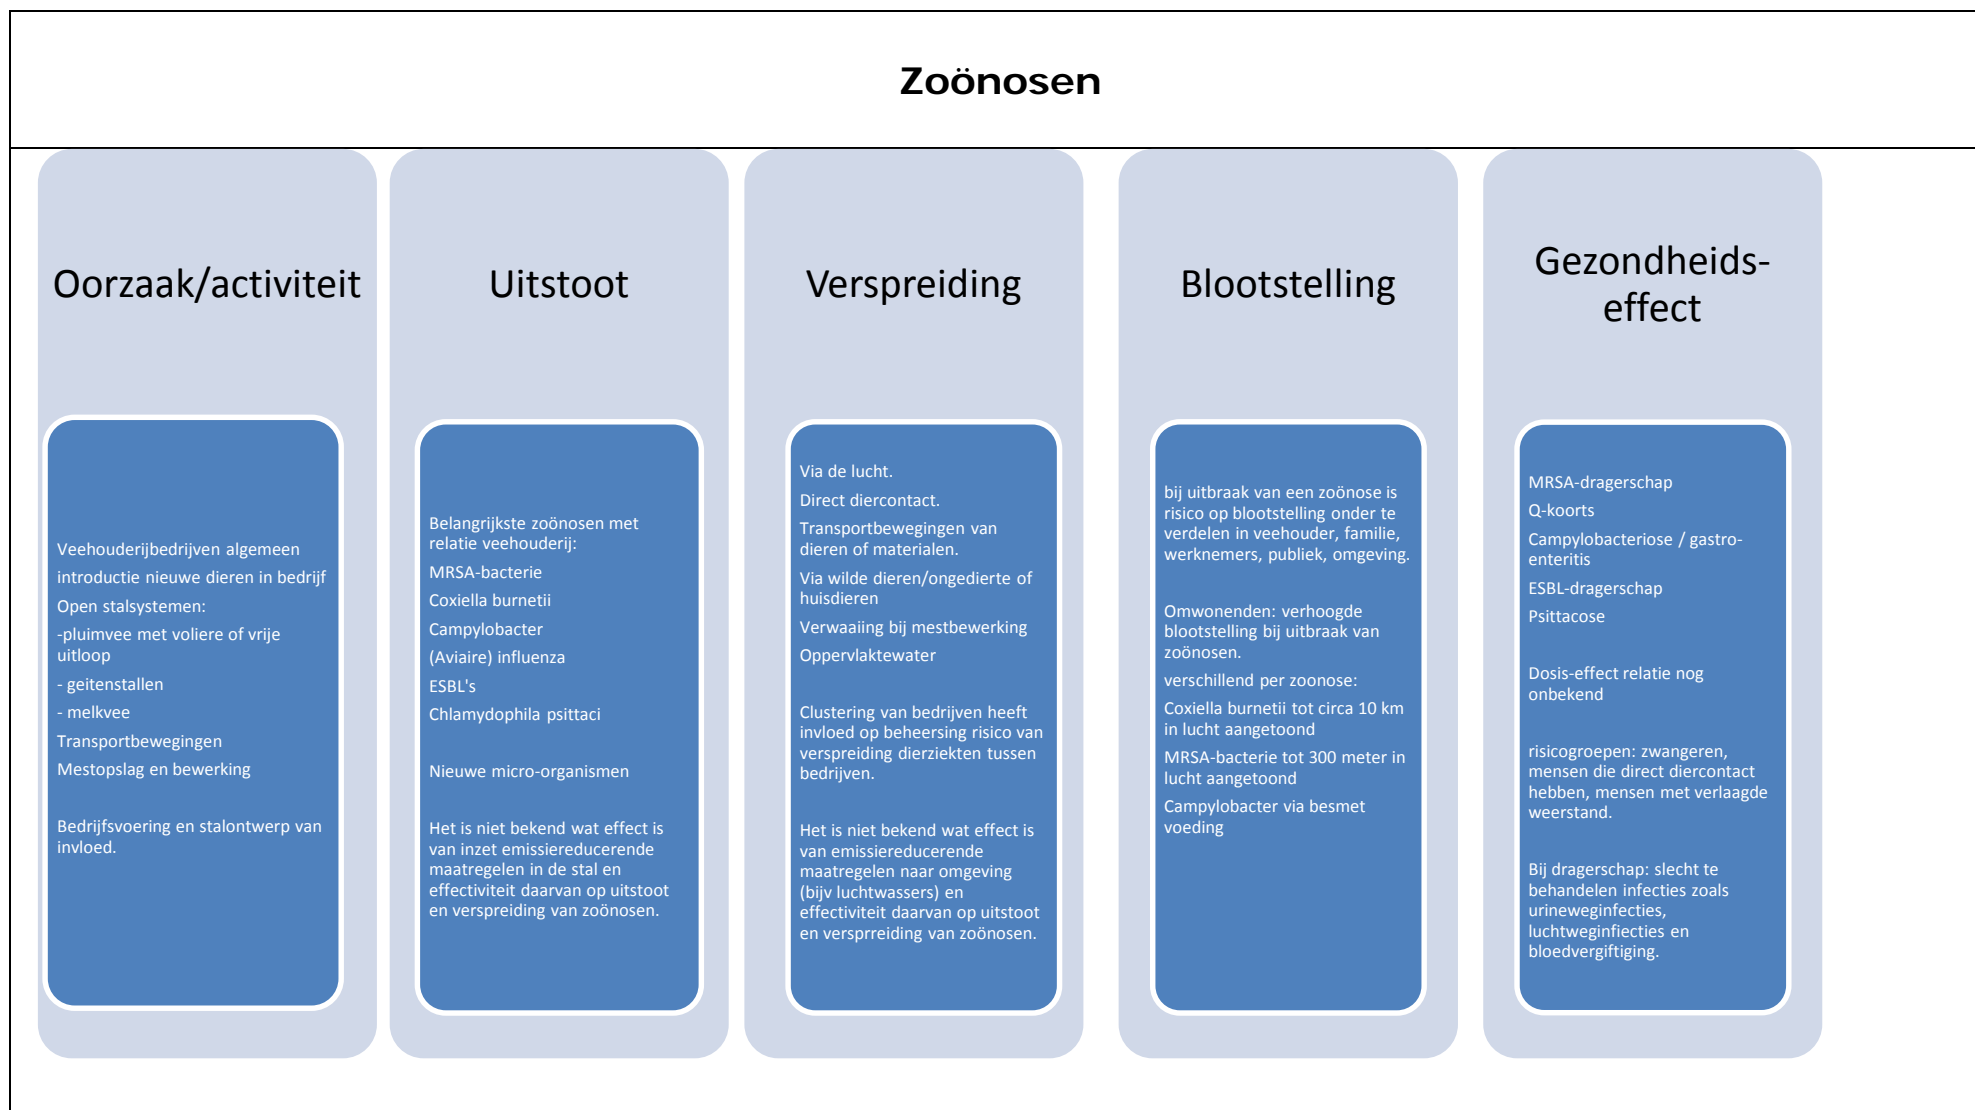 Zoönosen
Oorzaak/activiteit
Veehouderijbedrijven algemeen
introductie nieuwe dieren in bedrijf
Open stalsystemen:
-pluimvee met voliere of vrije
uitloop
- geitenstallen
- melkvee
Transportbewegingen
Mestopslag en bewerking
Bedrijfsvoering en stalontwerp van
invloed.
Uitstoot
Belangrijkste zoönosen met
relatie veehouderij:
MRSA-bacterie
Coxiella burnetii
Campylobacter
(Aviaire) influenza
ESBL's
Chlamydophila psittaci
Nieuwe micro-organismen
Het is niet bekend wat effect is
van inzet emissiereducerende
maatregelen in de stal en
effectiviteit daarvan op uitstoot
en verspreiding van zoönosen.
Verspreiding
Via de lucht.
Direct diercontact.
Transportbewegingen van
dieren of materialen.
Via wilde dieren/ongedierte of
huisdieren
Verwaaiing bij mestbewerking
Oppervlaktewater
Clustering van bedrijven heeft
invloed op beheersing risico van
verspreiding dierziekten tussen
bedrijven.
Het is niet bekend wat effect is
van emissiereducerende
maatregelen naar omgeving
(bijv luchtwassers) en
effectiviteit daarvan op uitstoot
en versprreiding van zoönosen.
Blootstelling
bij uitbraak van een zoönose is
risico op blootstelling onder te
verdelen in veehouder, familie,
werknemers, publiek, omgeving.
Omwonenden: verhoogde
blootstelling bij uitbraak van
zoönosen.
verschillend per zoonose:
Coxiella burnetii tot circa 10 km
in lucht aangetoond
MRSA-bacterie tot 300 meter in
lucht aangetoond
Campylobacter via besmet
voeding
Gezondheids-
effect
MRSA-dragerschap
Q-koorts
Campylobacteriose / gastro-
enteritis
ESBL-dragerschap
Psittacose
Dosis-effect relatie nog
onbekend
risicogroepen: zwangeren,
mensen die direct diercontact
hebben, mensen met verlaagde
weerstand.
Bij dragerschap: slecht te
behandelen infecties zoals
urineweginfecties,
luchtweginfiecties en
bloedvergiftiging.